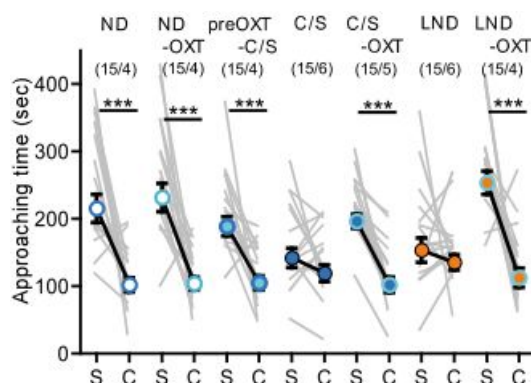 ND ND preOXT C/S C/S LND LND
-OXT -C/S -OXT -OXT
(15/4) (15/4) (15/4) (15/6) (15/5) (15/6) (15/4)
*** *** *** *** ***
Approaching time (sec)
400
300
200
100
0
S C S C S C S C S C S C S C